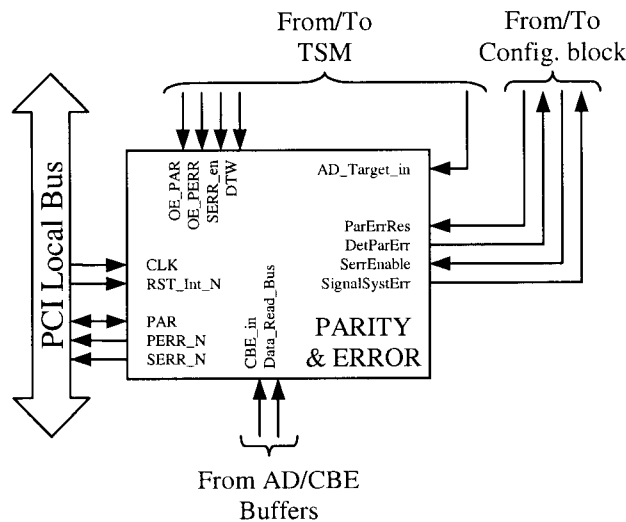 From/To
TSM
From/To
Config. block
PCI Local Bus
OE_PAR
OE_PERR
SERR_en
DTW
AD_Target_in
ParErrRes
DetParErr
SerrEnable
SignalSystErr
CLK
RST_Int_N
PAR
PERR_N
SERR_N
CBE_in
Data_Read_Bus
PARITY
& ERROR
From AD/CBE
Buffers